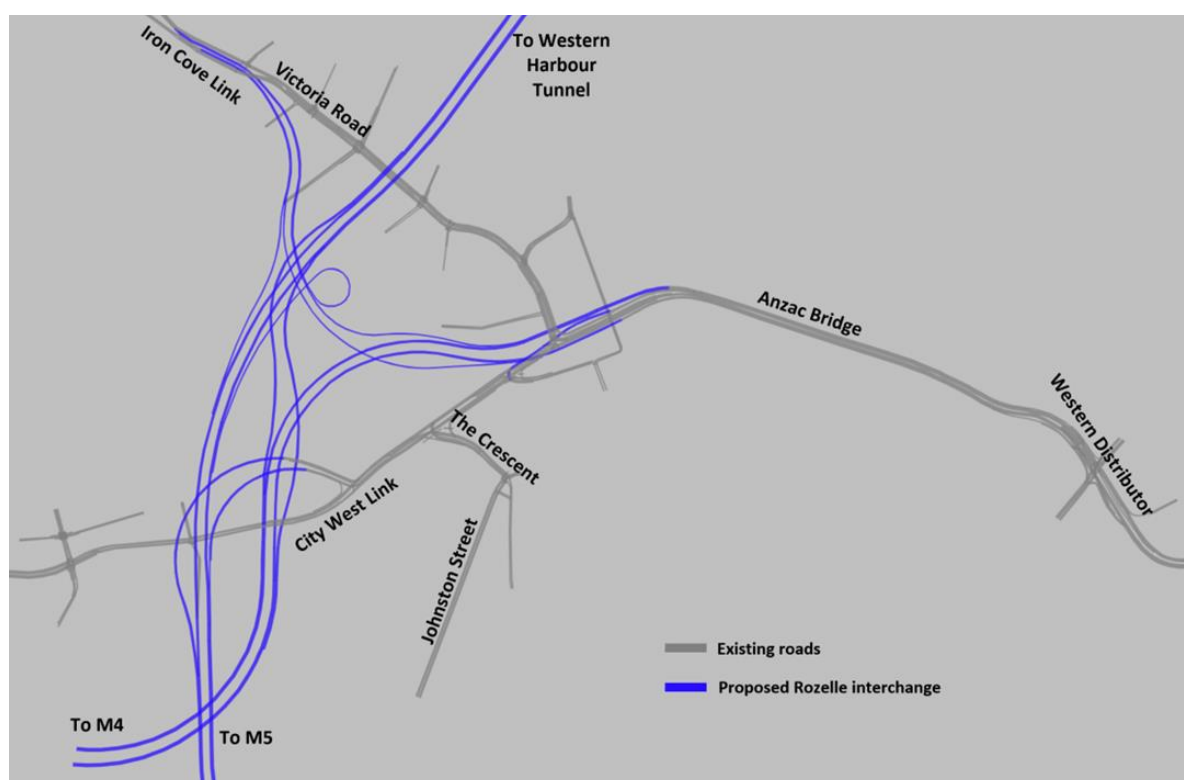 To Western
Harbour
Tunnel
Iron Cove Link
Victoria Road
Anzac Bridge
Western Distributor
The Crescent
City West Link
Johnston Street
Existing roads
Proposed Rozelle interchange
To M4
To M5